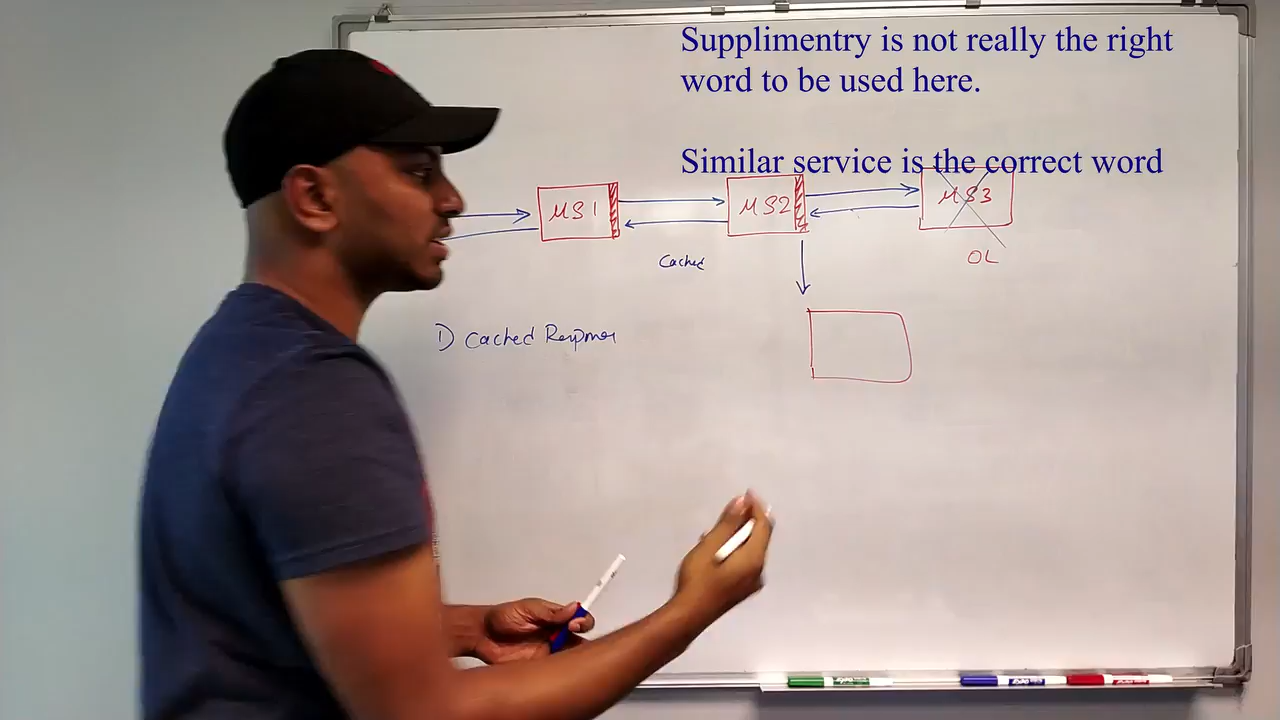 Supplimentry is not really the right
word to be used here.
Similar service is the correct word
MS1
MS2
MS3
Cached
OL
1) Cached